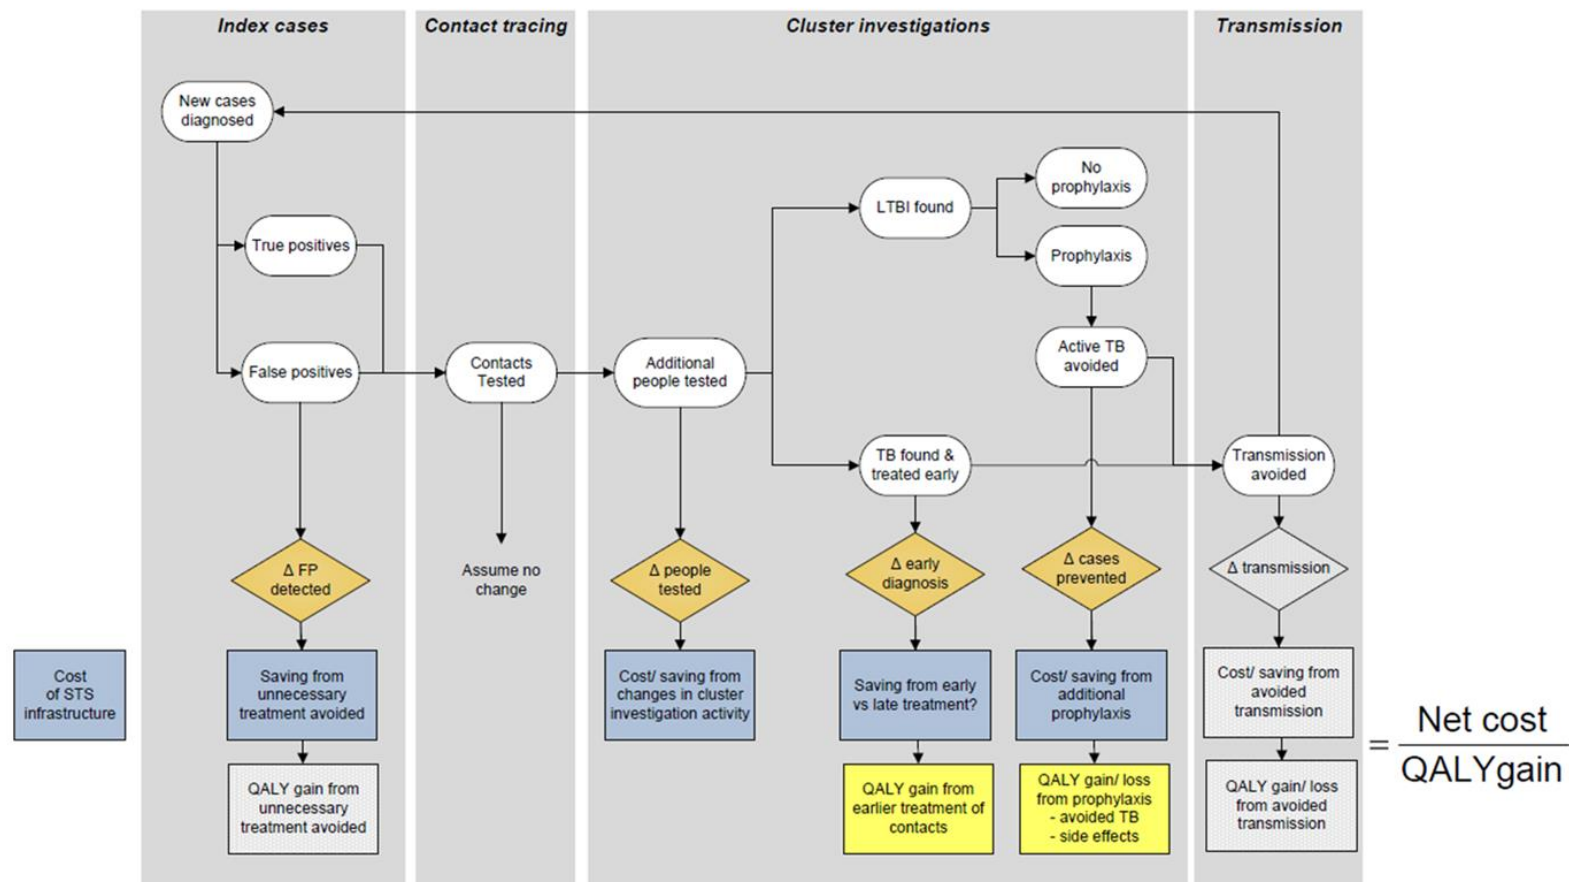 Index cases
Contact tracing
Cluster investigations
Transmission
New cases
diagnosed
True positives
False positives
Contacts
Tested
Additional
people tested
LTBI found
No
prophylaxis
Prophylaxis
Active TB
avoided
TB found &
treated early
Transmission
avoided
Δ FP
detected
Assume no
change
Δ people
tested
Δ early
diagnosis
Δ cases
prevented
Δ transmission
Cost
of STS
infrastructure
Saving from
unnecessary
treatment avoided
Cost/ saving from
changes in cluster
investigation activity
Saving from early
vs late treatment?
Cost/ saving from
additional
prophylaxis
Cost/ saving from
avoided
transmission
QALY gain from
unnecessary
treatment avoided
QALY gain from
earlier treatment of
contacts
QALY gain/ loss
from prophylaxis
- avoided TB
- side effects
QALY gain/ loss
from avoided
transmission
= Net cost
QALYgain